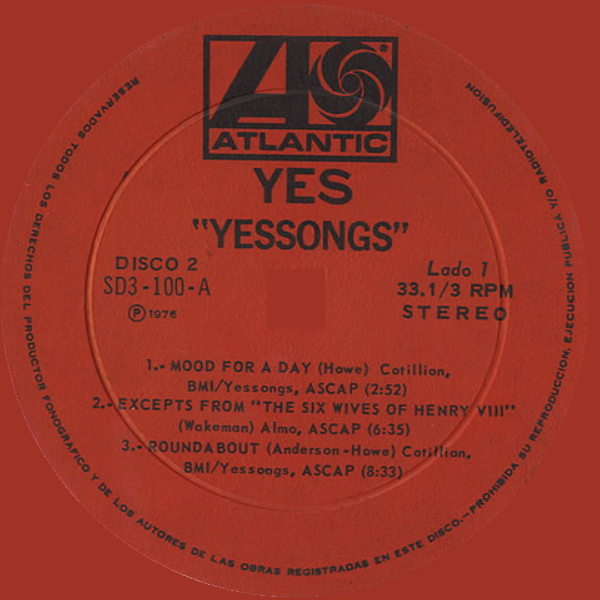 ATLANTIC
®
YES
"YESSONGS"
DISCO 2
SD3-100-A
Ⓟ 1976
Lado 1
33.1/3 RPM
STEREO
1.- MOOD FOR A DAY (Howe) Cotillion,
BMI/Yessongs, ASCAP (2:52)
2.- EXCEPTS FROM "THE SIX WIVES OF HENRY VIII"
(Wakeman) Almo, ASCAP (6:35)
3.- ROUNDABOUT (Anderson-Howe) Cotillion,
BMI/Yessongs, ASCAP (8:33)
RESERVADOS TODOS LOS DERECHOS DEL PRODUCTOR FONOGRAFICO Y DE LOS AUTORES DE LAS OBRAS REGISTRADAS EN ESTE DISCO.-PROHIBIDA SU REPRODUCCION, EJECUCION PUBLICA Y/O RADIOTELEDIFUSION